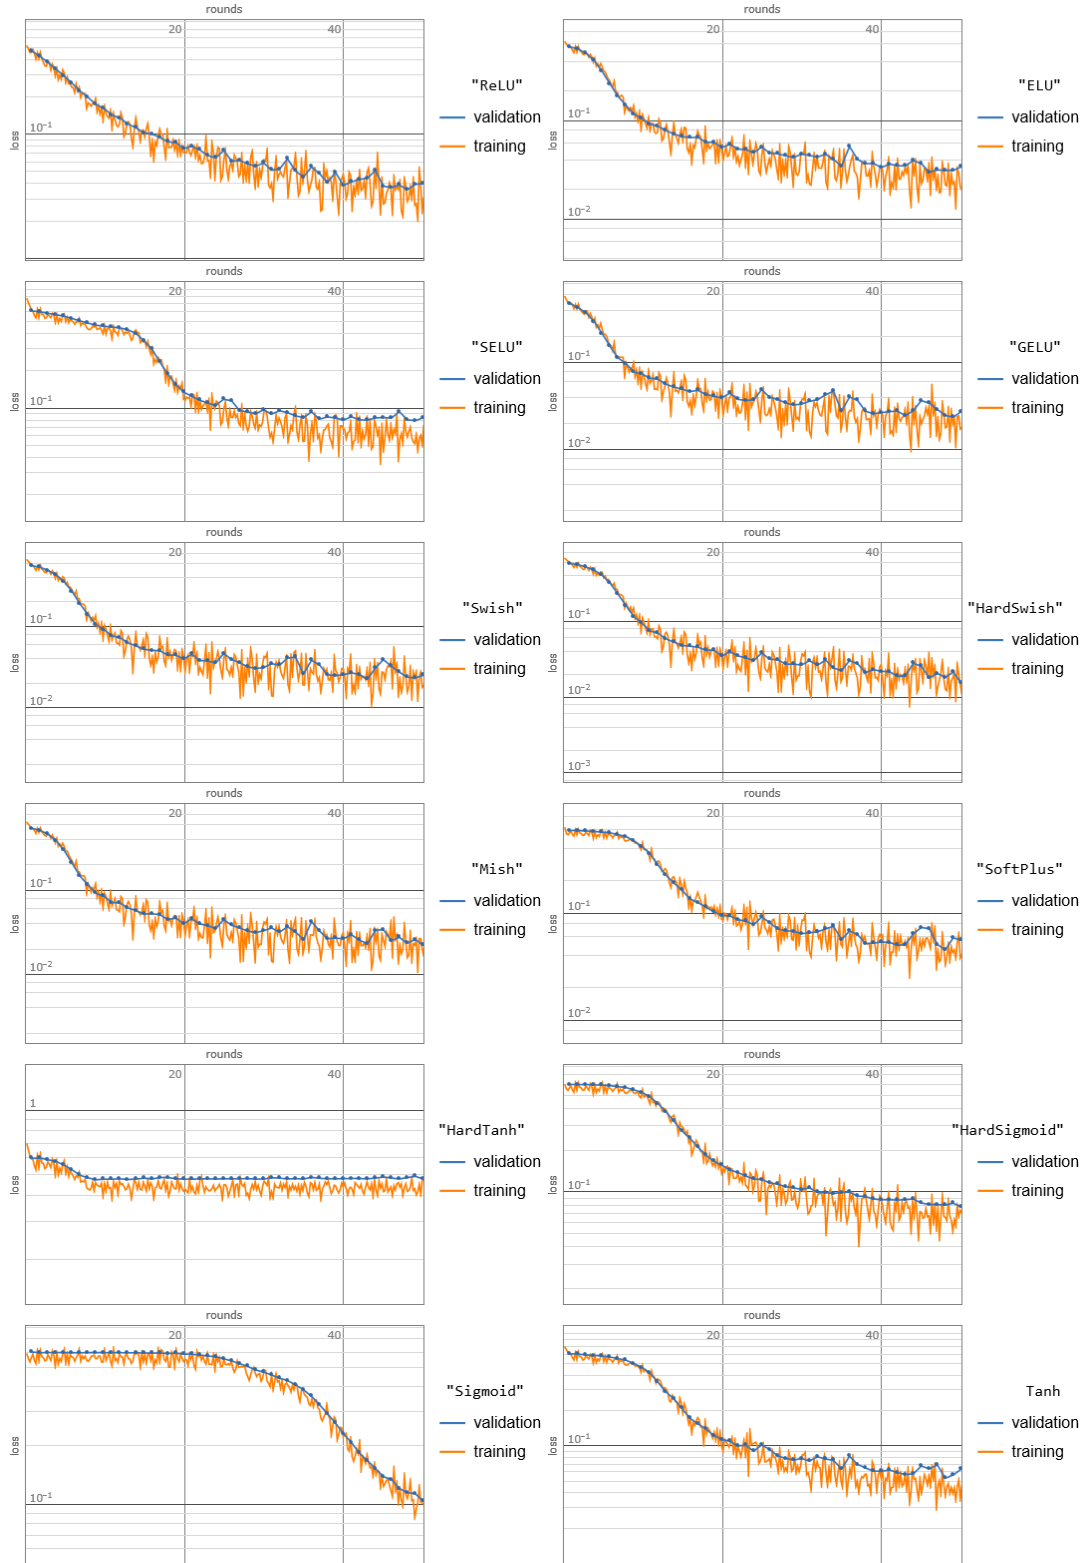 rounds
20
40
10⁻¹
loss
"ReLU"
validation
training
rounds
20
40
10⁻¹
10⁻²
loss
"ELU"
validation
training
rounds
20
40
10⁻¹
loss
"SELU"
validation
training
rounds
20
40
10⁻¹
10⁻²
loss
"GELU"
validation
training
rounds
20
40
10⁻¹
10⁻²
loss
"Swish"
validation
training
rounds
20
40
10⁻¹
10⁻²
10⁻³
loss
"HardSwish"
validation
training
rounds
20
40
10⁻¹
10⁻²
loss
"Mish"
validation
training
rounds
20
40
10⁻¹
10⁻²
loss
"SoftPlus"
validation
training
rounds
20
40
1
loss
"HardTanh"
validation
training
rounds
20
40
10⁻¹
loss
"HardSigmoid"
validation
training
rounds
20
40
10⁻¹
loss
"Sigmoid"
validation
training
rounds
20
40
10⁻¹
loss
Tanh
validation
training